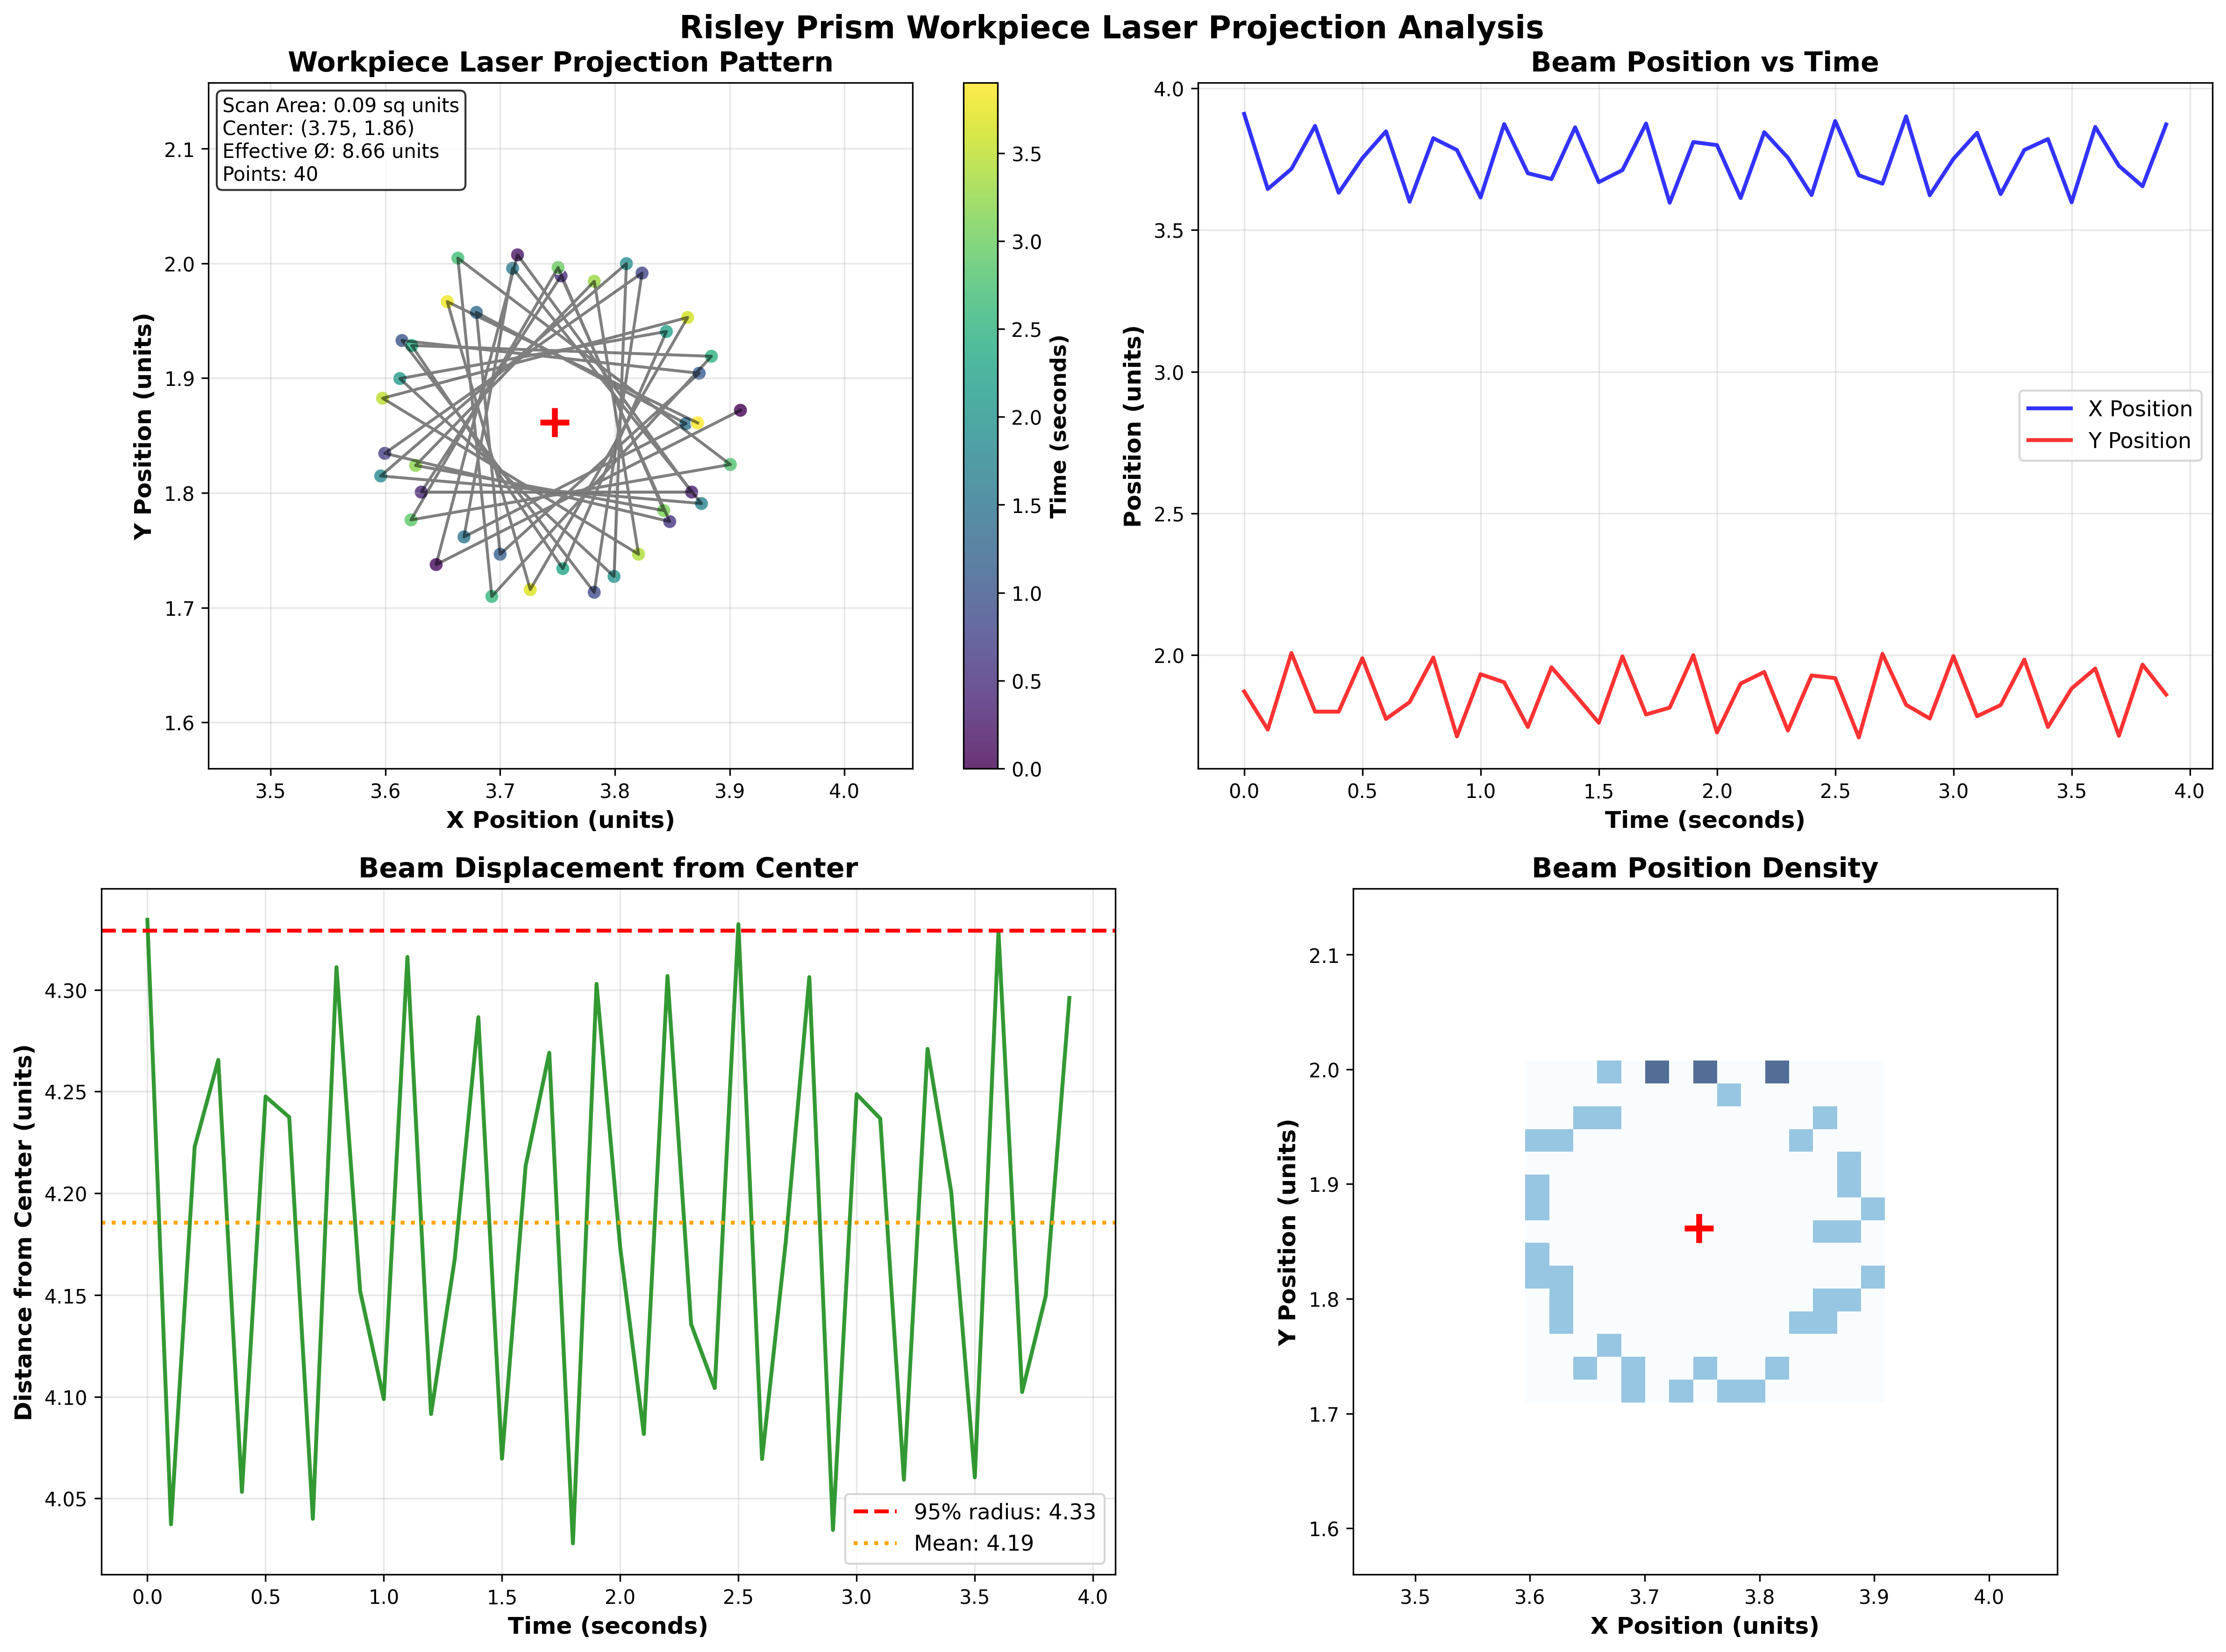 Risley Prism Workpiece Laser Projection Analysis
Workpiece Laser Projection Pattern
Scan Area: 0.09 sq units
Center: (3.75, 1.86)
Effective Ø: 8.66 units
Points: 40
2.1
2.0
1.9
1.8
1.7
1.6
Y Position (units)
3.5 3.6 3.7 3.8 3.9 4.0
X Position (units)
3.5
3.0
2.5
2.0
1.5
1.0
0.5
0.0
Time (seconds)
Beam Position vs Time
4.0
3.5
3.0
2.5
2.0
Position (units)
X Position
Y Position
0.0 0.5 1.0 1.5 2.0 2.5 3.0 3.5 4.0
Time (seconds)
Beam Displacement from Center
4.30
4.25
4.20
4.15
4.10
4.05
Distance from Center (units)
95% radius: 4.33
Mean: 4.19
0.0 0.5 1.0 1.5 2.0 2.5 3.0 3.5 4.0
Time (seconds)
Beam Position Density
2.1
2.0
1.9
1.8
1.7
1.6
Y Position (units)
3.5 3.6 3.7 3.8 3.9 4.0
X Position (units)